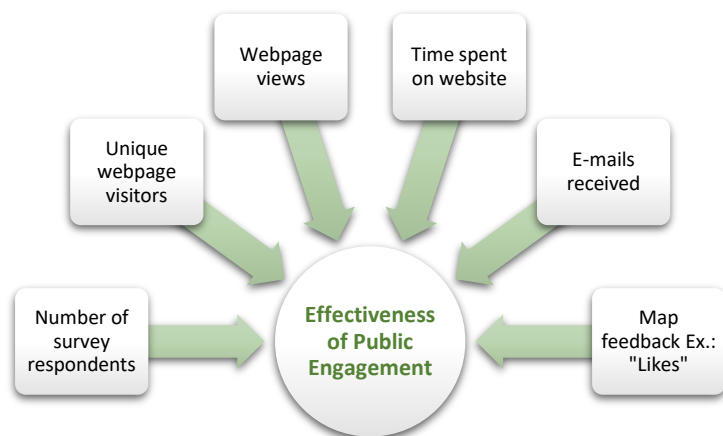 Number of
survey
respondents
Unique
webpage
visitors
Webpage
views
Time spent
on website
E-mails
received
Map
feedback Ex.:
"Likes"
Effectiveness
of Public
Engagement